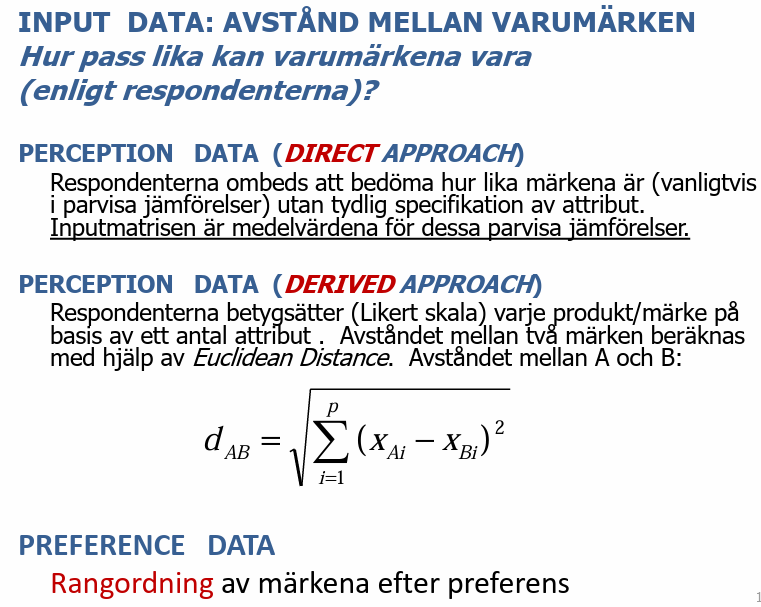 INPUT DATA: AVSTÅND MELLAN VARUMÄRKEN
Hur pass lika kan varumärkena vara
(enligt respondenterna)?
PERCEPTION DATA (DIRECT APPROACH)
Respondenterna ombeds att bedöma hur lika märkena är (vanligtvis
i parvisa jämförelser) utan tydlig specifikation av attribut.
Inputmatrisen är medelvärdena för dessa parvisa jämförelser.
PERCEPTION DATA (DERIVED APPROACH)
Respondenterna betygsätter (Likert skala) varje produkt/märke på
basis av ett antal attribut . Avståndet mellan två märken beräknas
med hjälp av Euclidean Distance. Avståndet mellan A och B:
d_{AB} = \sqrt{\sum_{i=1}^{p} (x_{Ai} − x_{Bi})^2}
PREFERENCE DATA
Rangordning av märkena efter preferens
1